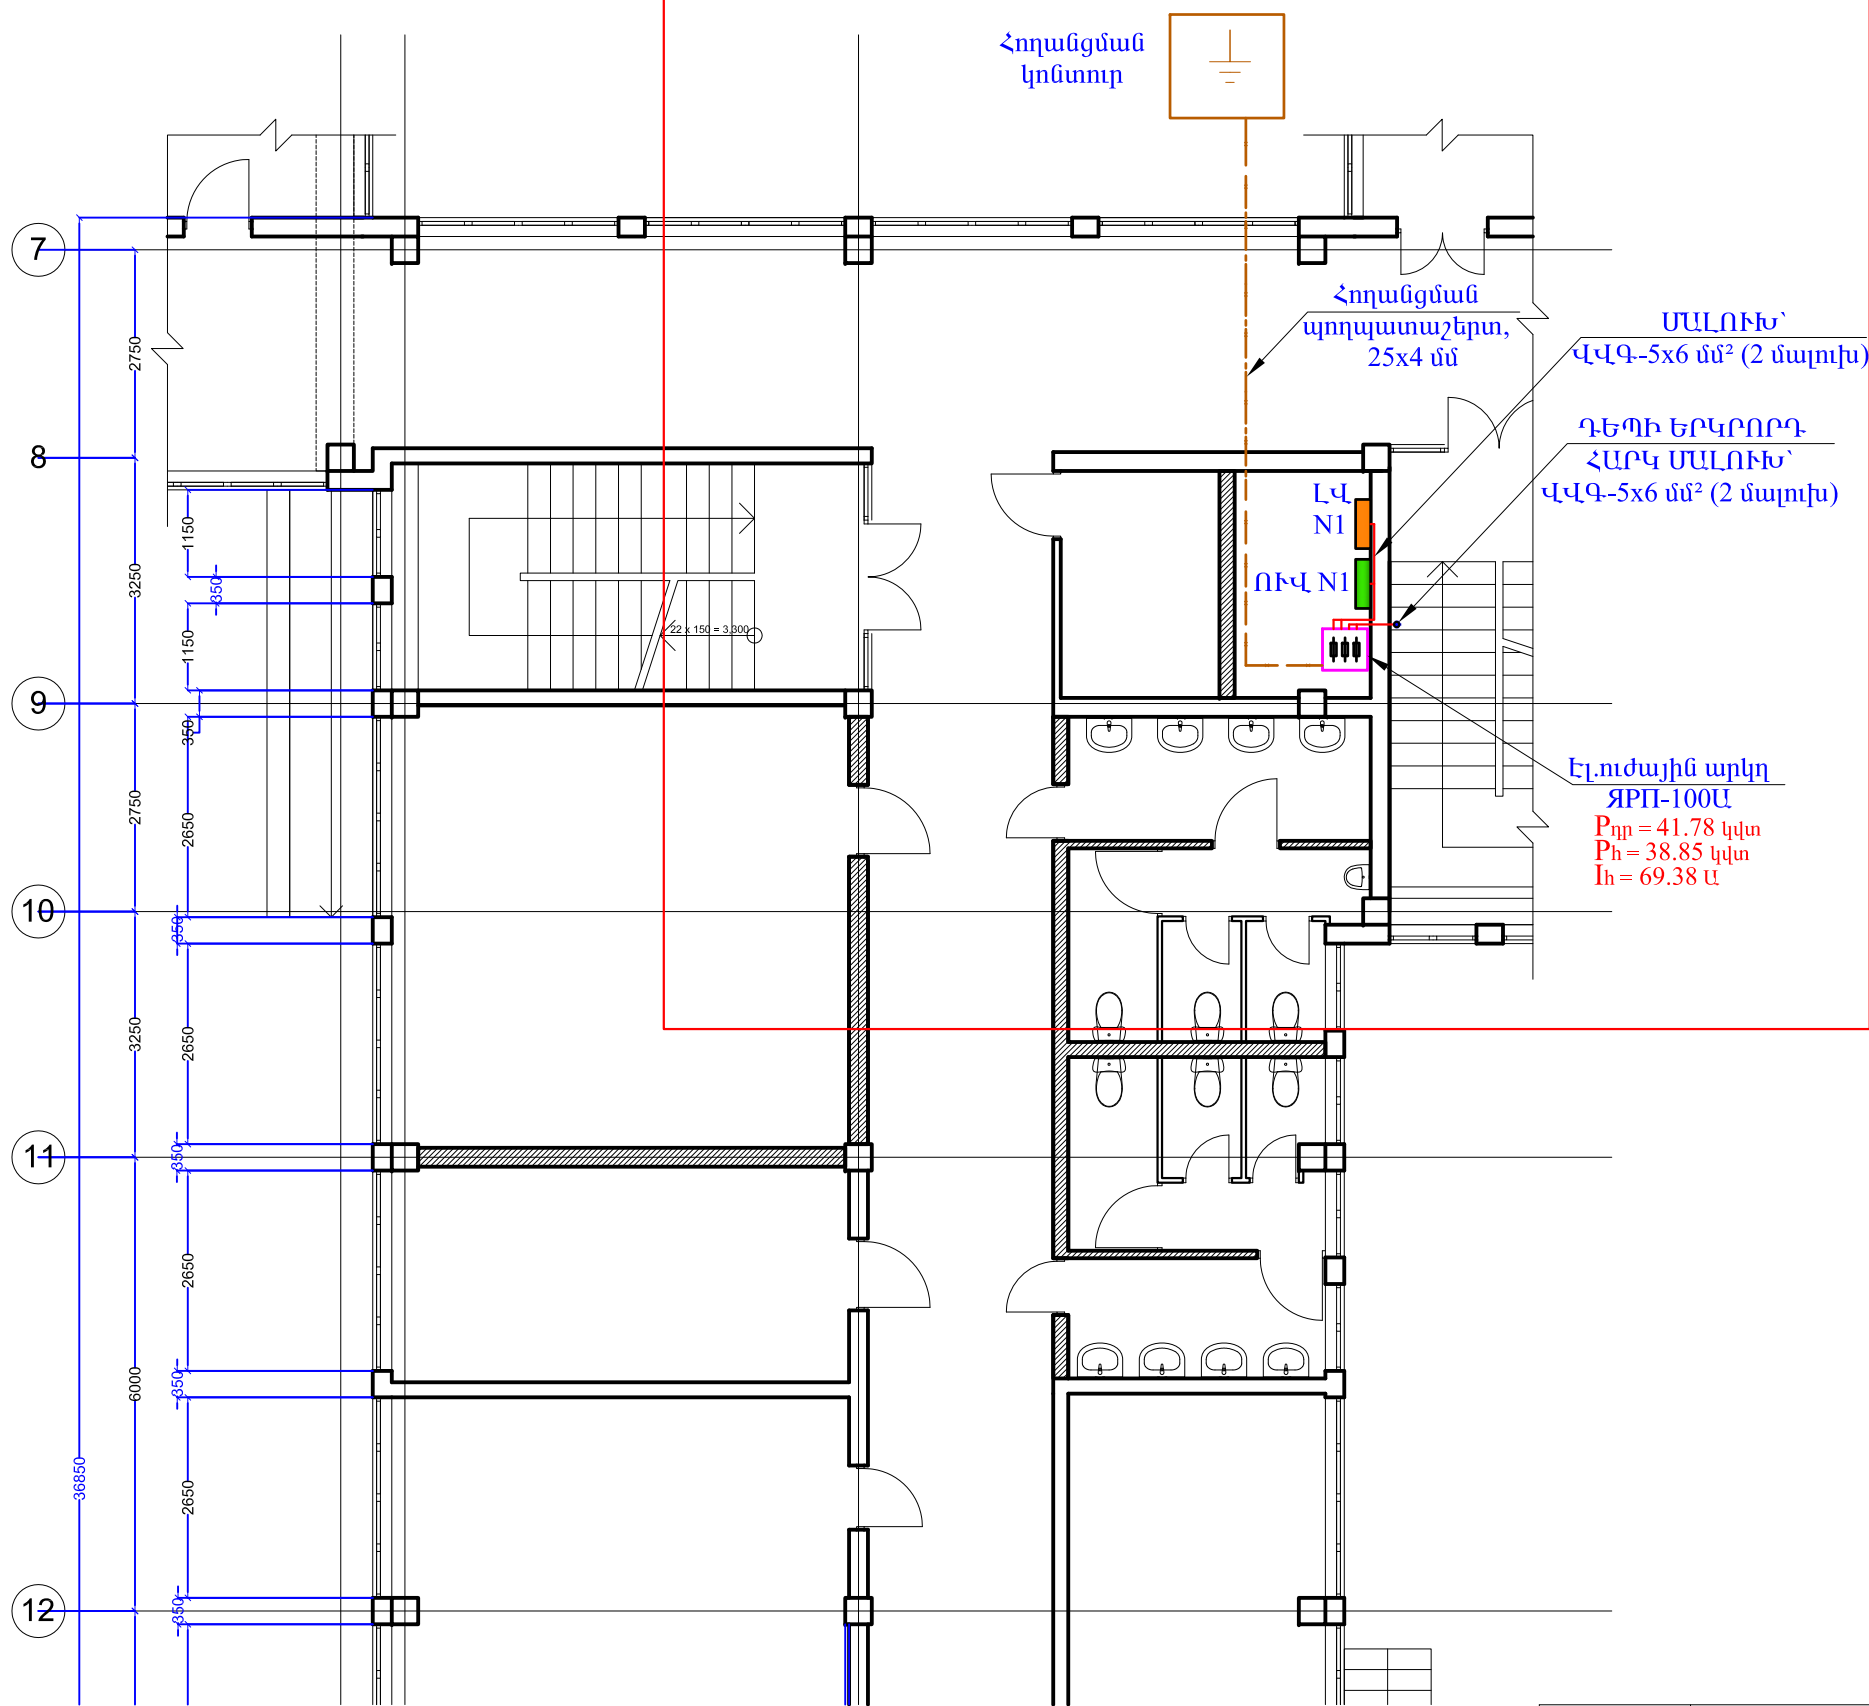 Հողանցման
կոնտուր
7
8
9
10
11
12
Հողանցման
պողպատաշերտ,
25x4 մմ
ՄԱԼՈՒԽ՝
ՎՎԳ-5x6 մմ² (2 մալուխ)
ԴԵՊԻ ԵՐԿՐՈՐԴ
ՀԱՐԿ ՄԱԼՈՒԽ՝
ՎՎԳ-5x6 մմ² (2 մալուխ)
ԼՎ
N1
ՈՒՎ N1
Էլ.ուժային արկղ
ЯРП-100Ա
Pդր = 41.78 կվտ
Pհ = 38.85 կվտ
Iհ = 69.38 Ա
22 x 150 = 3,300
36850
2750
3250
2750
3250
6000
1150
350
1150
350
2650
350
2650
350
2650
350
2650
350